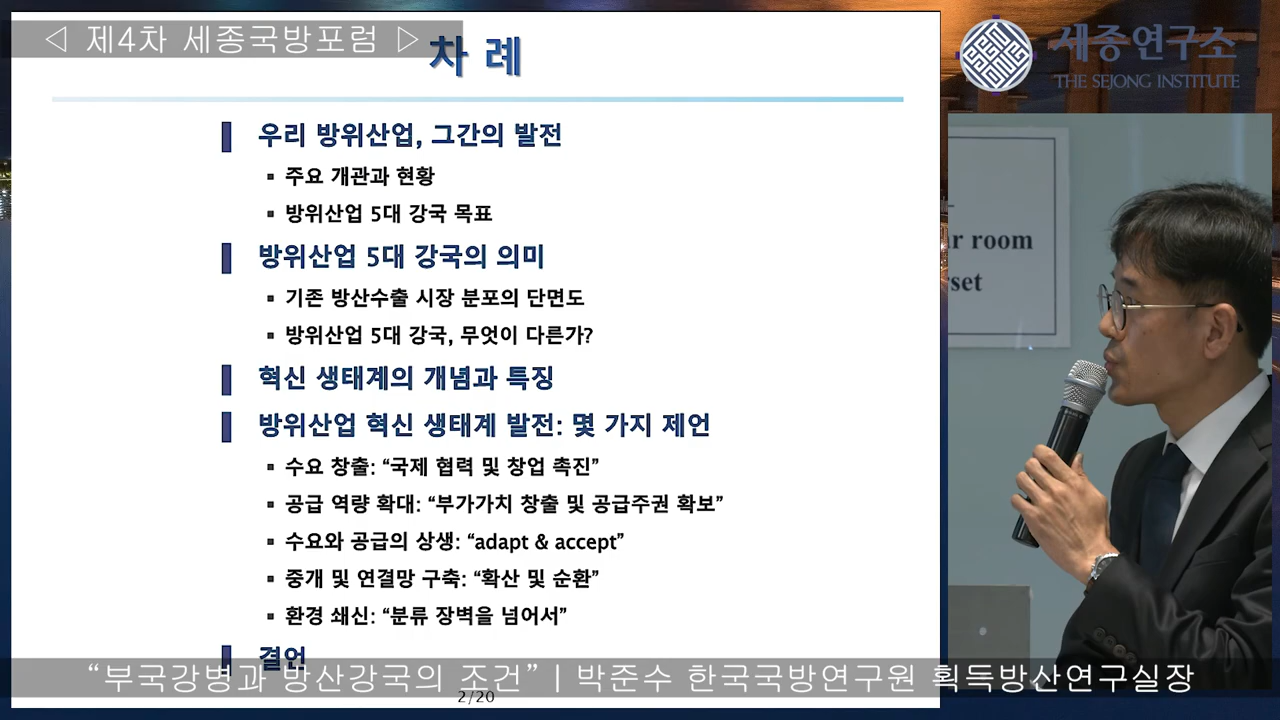 ◁ 제4차 세종국방포럼 ▷
차 례
세종연구소
THE SEJONG INSTITUTE
우리 방위산업, 그간의 발전
▪ 주요 개관과 현황
▪ 방위산업 5대 강국 목표
방위산업 5대 강국의 의미
▪ 기존 방산수출 시장 분포의 단면도
▪ 방위산업 5대 강국, 무엇이 다른가?
혁신 생태계의 개념과 특징
방위산업 혁신 생태계 발전: 몇 가지 제언
▪ 수요 창출: “국제 협력 및 창업 촉진”
▪ 공급 역량 확대: “부가가치 창출 및 공급주권 확보”
▪ 수요와 공급의 상생: “adapt & accept”
▪ 중개 및 연결망 구축: “확산 및 순환”
▪ 환경 쇄신: “분류 장벽을 넘어서”
결언
room
“부국강병과 방산강국의 조건” | 박준수 한국국방연구원 획득방산연구실장
2/20